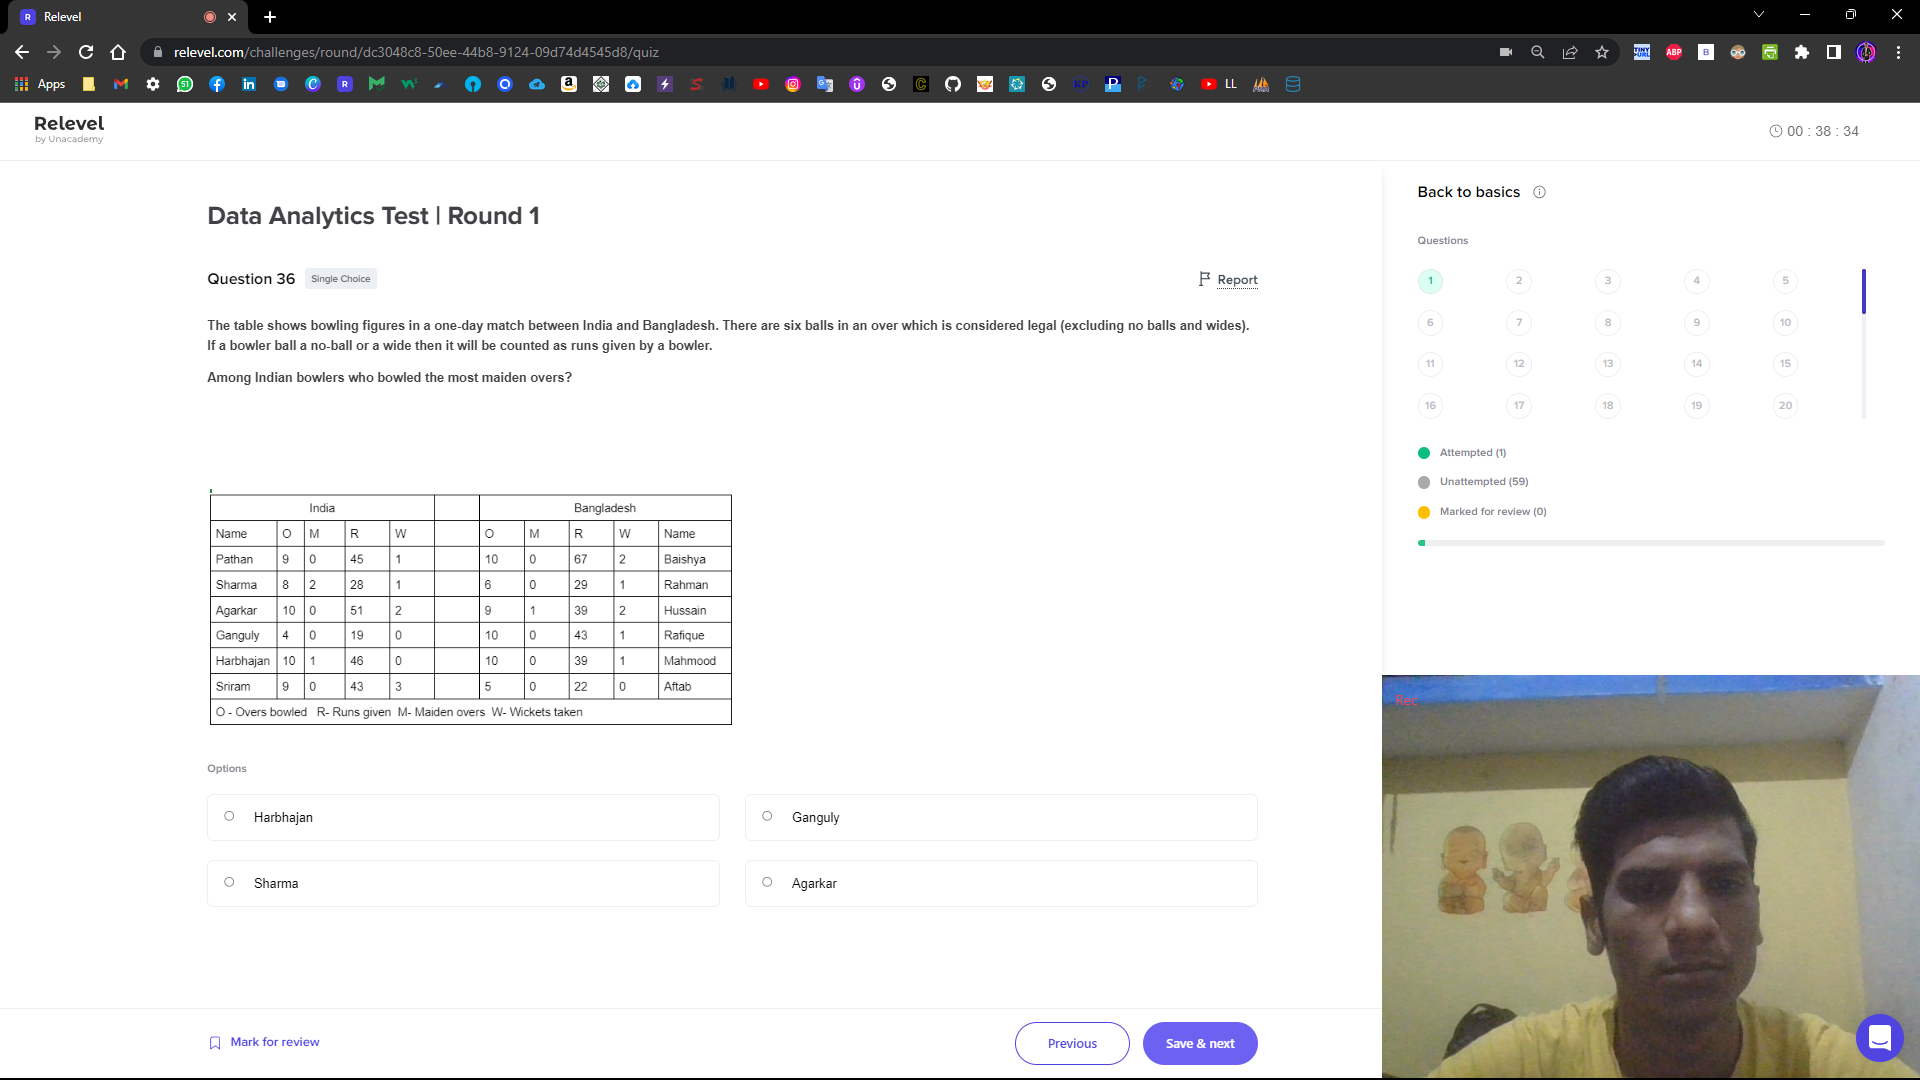 Relevel
relevel.com/challenges/round/dc3048c8-50ee-44b8-9124-09d74d4545d8/quiz
Apps
LL
Relevel
by Unacademy
00 : 38 : 34
Data Analytics Test | Round 1
Question 36 Single Choice
Report
The table shows bowling figures in a one-day match between India and Bangladesh. There are six balls in an over which is considered legal (excluding no balls and wides).
If a bowler ball a no-ball or a wide then it will be counted as runs given by a bowler.
Among Indian bowlers who bowled the most maiden overs?
India Bangladesh
Name O M R W O M R W Name
Pathan 9 0 45 1 10 0 67 2 Baishya
Sharma 8 2 28 1 6 0 29 1 Rahman
Agarkar 10 0 51 2 9 1 39 2 Hussain
Ganguly 4 0 19 0 10 0 43 1 Rafique
Harbhajan 10 1 46 0 10 0 39 1 Mahmood
Sriram 9 0 43 3 5 0 22 0 Aftab
O - Overs bowled R- Runs given M- Maiden overs W- Wickets taken
Options
Harbhajan
Ganguly
Sharma
Agarkar
Mark for review
Previous
Save & next
Back to basics
Questions
1 2 3 4 5
6 7 8 9 10
11 12 13 14 15
16 17 18 19 20
Attempted (1)
Unattempted (59)
Marked for review (0)
Rec